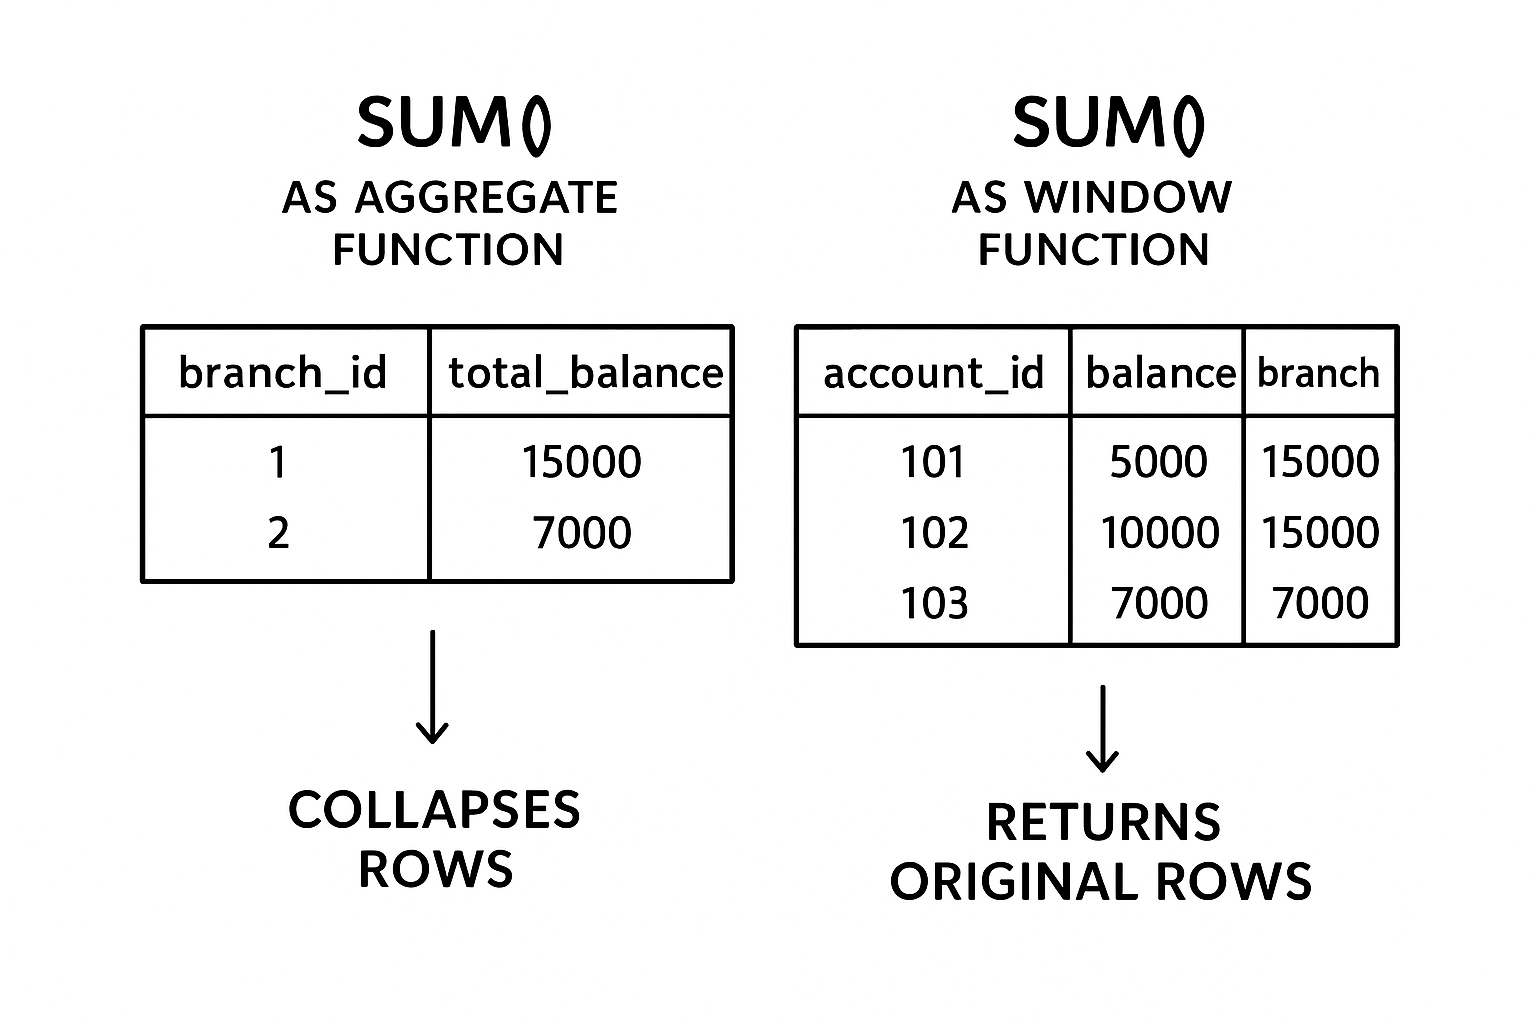 SUM()
AS AGGREGATE
FUNCTION
branch_id total_balance
1 15000
2 7000
COLLAPSES
ROWS
SUM()
AS WINDOW
FUNCTION
account_id balance branch
101 5000 15000
102 10000 15000
103 7000 7000
RETURNS
ORIGINAL ROWS